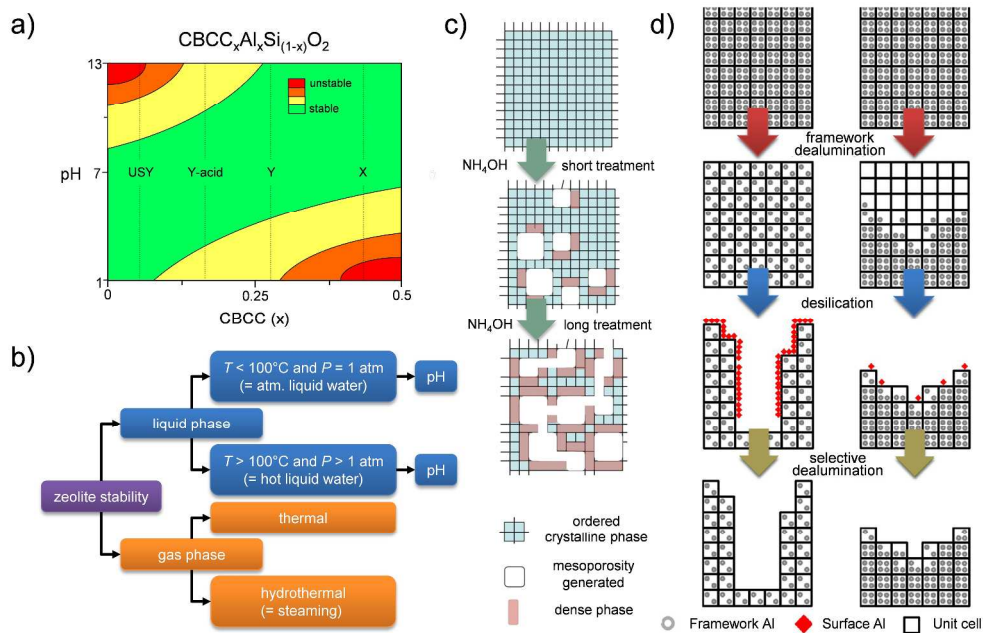 a)
CBCCxAlxSi(1-x)O2
13
unstable
stable
pH
7
USY
Y-acid
Y
X
1
0
0.25
0.5
CBCC (x)
b)
T < 100°C and P = 1 atm
(= atm. liquid water)
pH
liquid phase
T > 100°C and P > 1 atm
(= hot liquid water)
pH
zeolite stability
thermal
gas phase
hydrothermal
(= steaming)
c)
NH4OH
short treatment
NH4OH
long treatment
ordered
crystalline phase
mesoporosity
generated
dense phase
d)
framework
dealumination
desilication
selective
dealumination
Framework Al
Surface Al
Unit cell